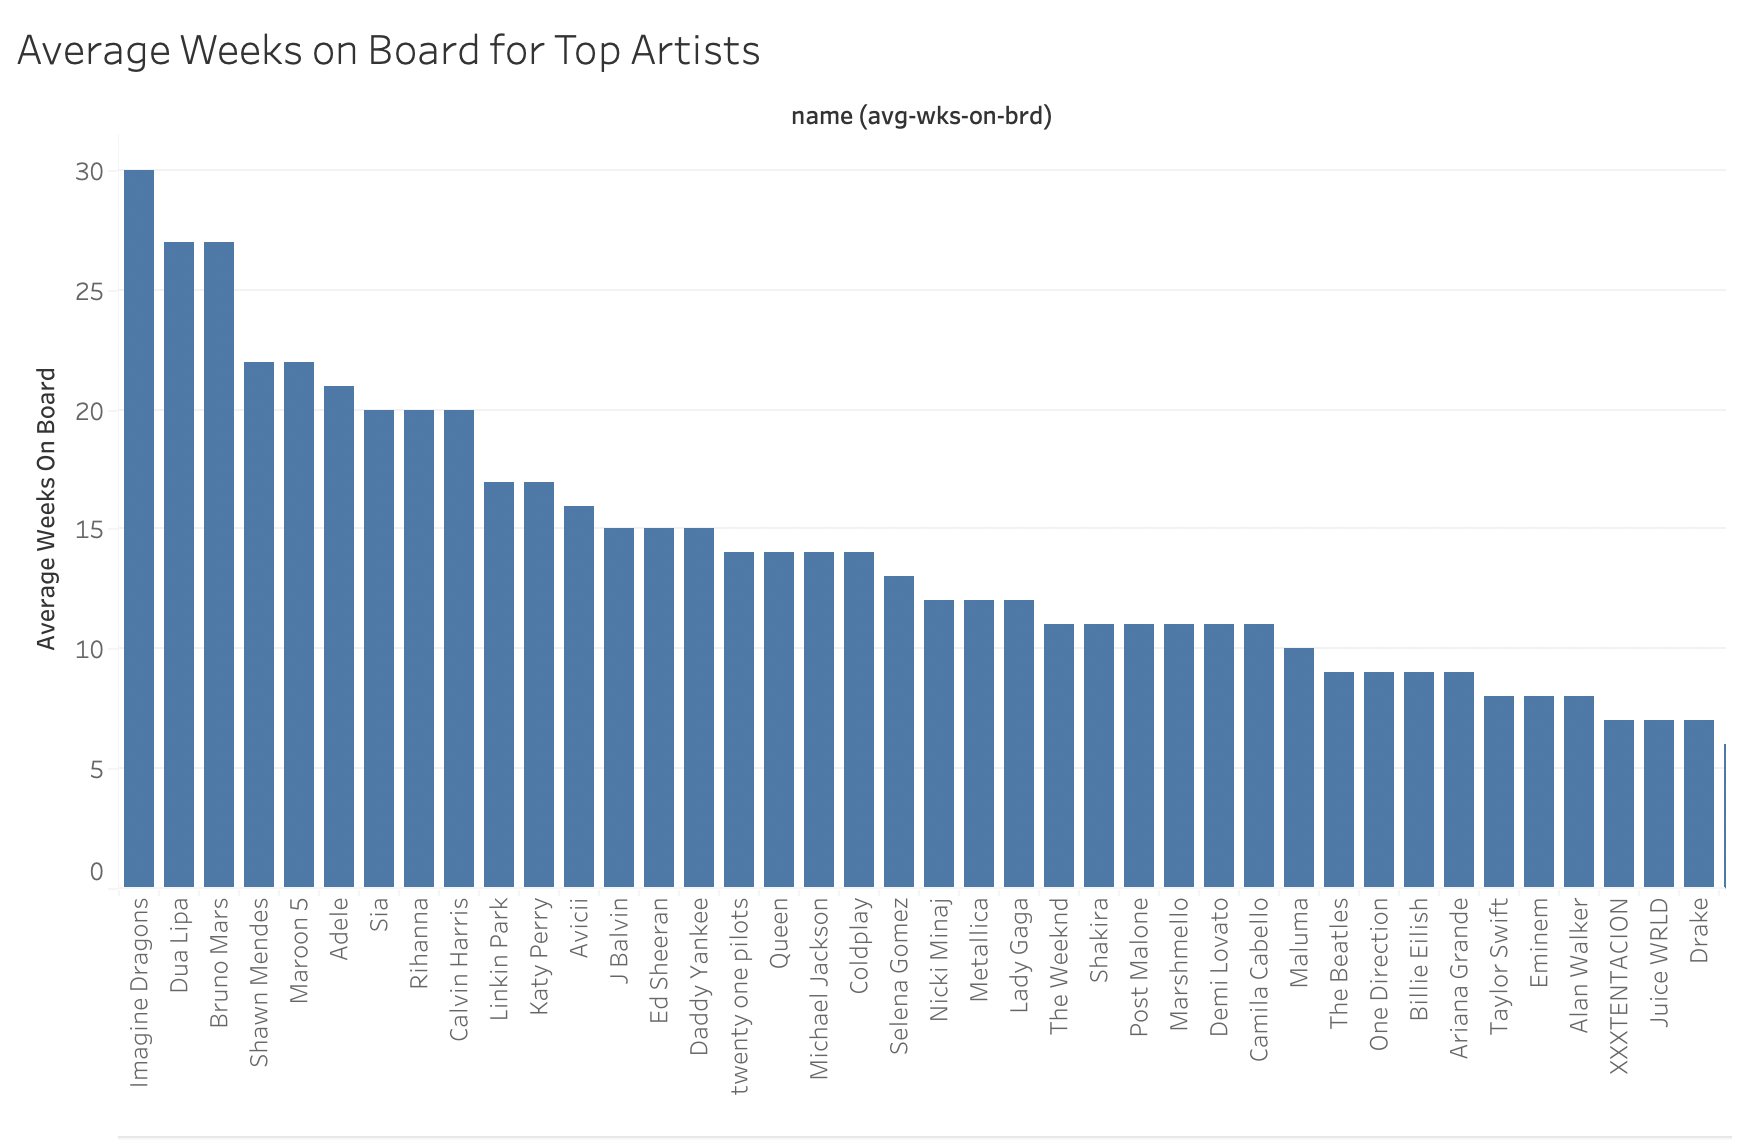 Average Weeks on Board for Top Artists
name (avg-wks-on-brd)
Average Weeks On Board
30
25
20
15
10
5
0
Imagine Dragons
Dua Lipa
Bruno Mars
Shawn Mendes
Maroon 5
Adele
Sia
Rihanna
Calvin Harris
Linkin Park
Katy Perry
Avicii
J Balvin
Ed Sheeran
Daddy Yankee
twenty one pilots
Queen
Michael Jackson
Coldplay
Selena Gomez
Nicki Minaj
Metallica
Lady Gaga
The Weeknd
Shakira
Post Malone
Marshmello
Demi Lovato
Camila Cabello
Maluma
The Beatles
One Direction
Billie Eilish
Ariana Grande
Taylor Swift
Eminem
Alan Walker
XXXTENTACION
Juice WRLD
Drake